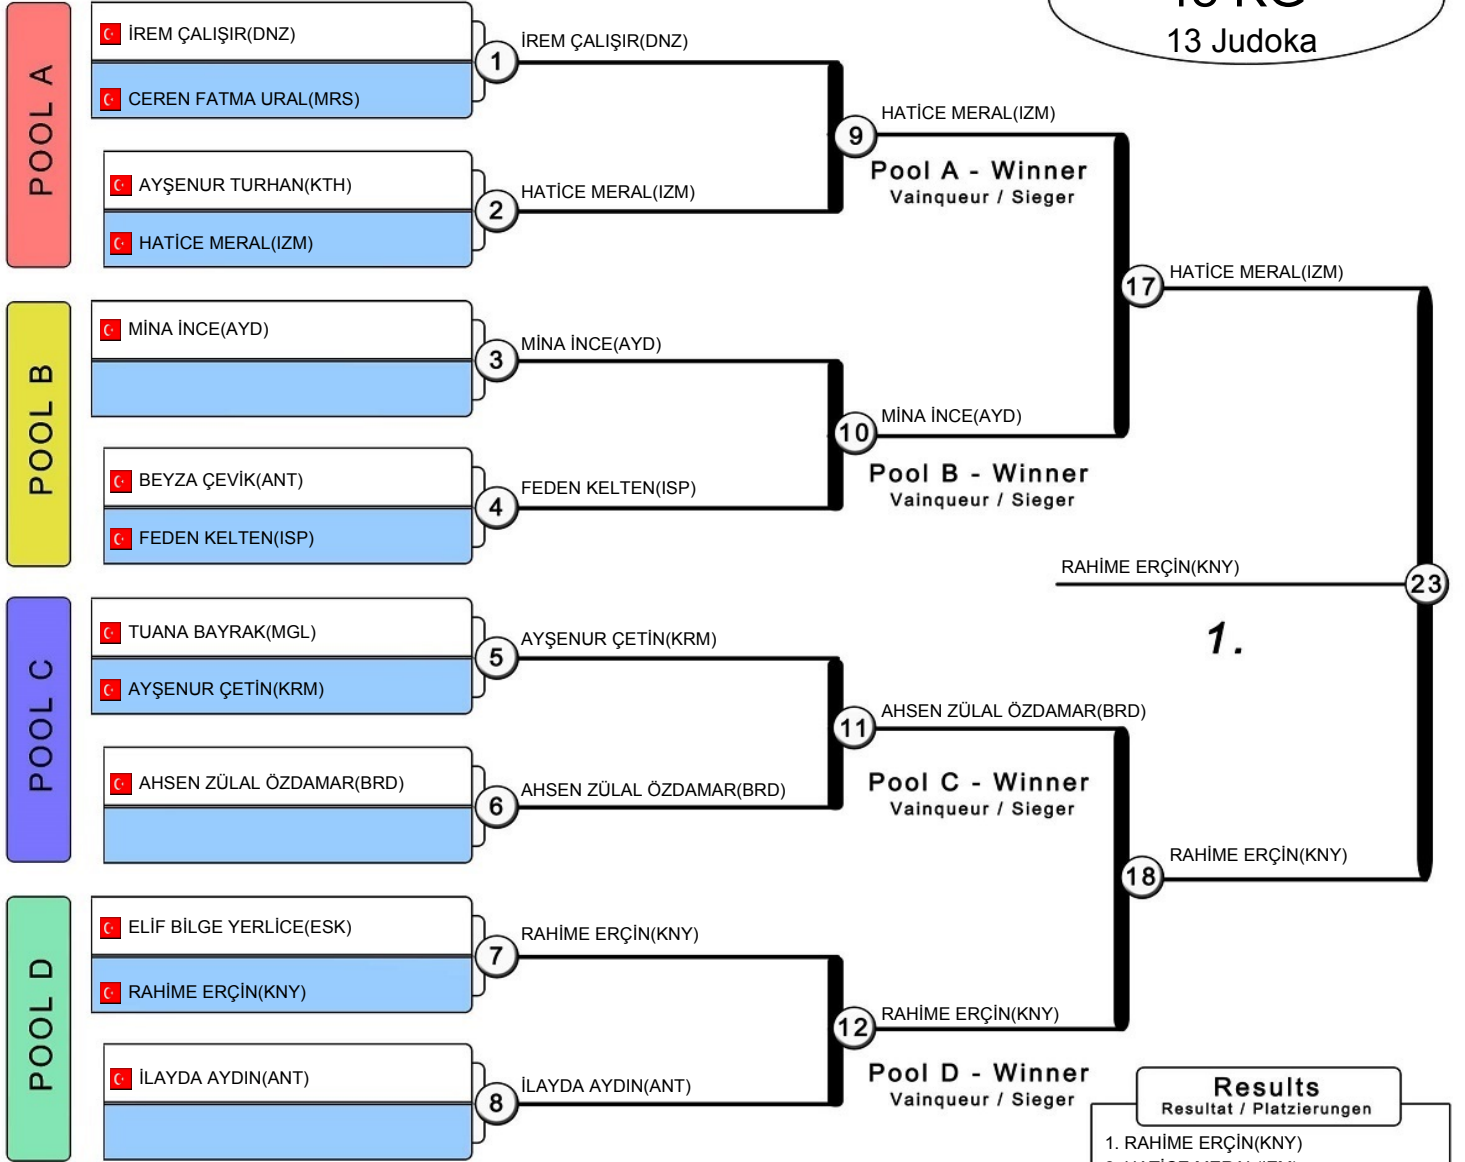 13 Judoka
POOL A
İREM ÇALIŞIR(DNZ)
CEREN FATMA URAL(MRS)
1
İREM ÇALIŞIR(DNZ)
AYŞENUR TURHAN(KTH)
HATİCE MERAL(IZM)
2
HATİCE MERAL(IZM)
9
HATİCE MERAL(IZM)
Pool A - Winner
Vainqueur / Sieger
POOL B
MİNA İNCE(AYD)
3
MİNA İNCE(AYD)
BEYZA ÇEVİK(ANT)
FEDEN KELTEN(ISP)
4
FEDEN KELTEN(ISP)
10
MİNA İNCE(AYD)
Pool B - Winner
Vainqueur / Sieger
17
HATİCE MERAL(IZM)
RAHİME ERÇİN(KNY)
23
1.
POOL C
TUANA BAYRAK(MGL)
AYŞENUR ÇETİN(KRM)
5
AYŞENUR ÇETİN(KRM)
AHSEN ZÜLAL ÖZDAMAR(BRD)
6
AHSEN ZÜLAL ÖZDAMAR(BRD)
11
AHSEN ZÜLAL ÖZDAMAR(BRD)
Pool C - Winner
Vainqueur / Sieger
18
RAHİME ERÇİN(KNY)
POOL D
ELİF BİLGE YERLİCE(ESK)
RAHİME ERÇİN(KNY)
7
RAHİME ERÇİN(KNY)
İLAYDA AYDIN(ANT)
8
İLAYDA AYDIN(ANT)
12
RAHİME ERÇİN(KNY)
Pool D - Winner
Vainqueur / Sieger
Results
Resultat / Platzierungen
1. RAHİME ERÇİN(KNY)